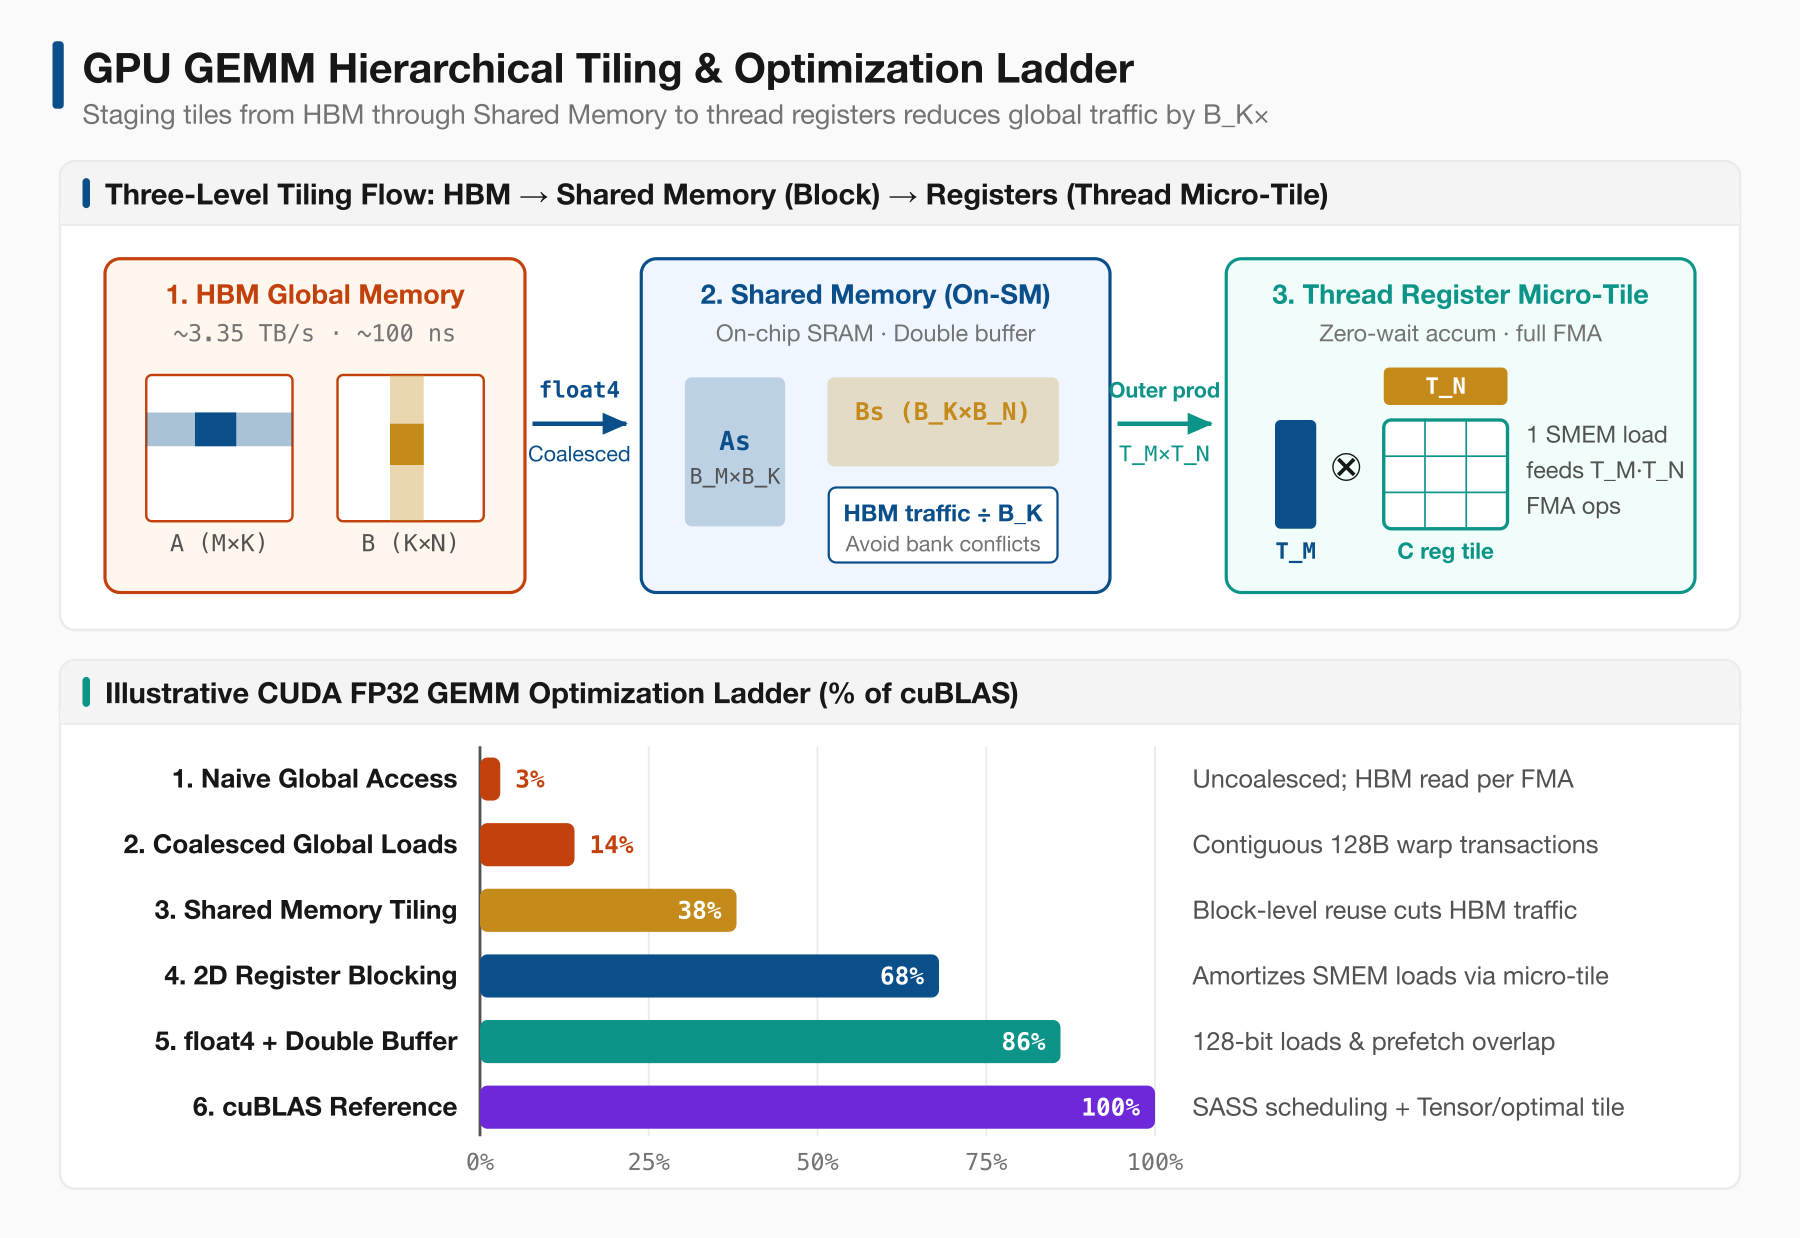 GPU GEMM Hierarchical Tiling & Optimization Ladder
Staging tiles from HBM through Shared Memory to thread registers reduces global traffic by B_K×
Three-Level Tiling Flow: HBM → Shared Memory (Block) → Registers (Thread Micro-Tile)
1. HBM Global Memory
~3.35 TB/s · ~100 ns
A (M×K)
B (K×N)
float4
Coalesced
2. Shared Memory (On-SM)
On-chip SRAM · Double buffer
As
B_M×B_K
Bs (B_K×B_N)
HBM traffic ÷ B_K
Avoid bank conflicts
Outer prod
T_M×T_N
3. Thread Register Micro-Tile
Zero-wait accum · full FMA
T_N
T_M
⊗
C reg tile
1 SMEM load
feeds T_M·T_N
FMA ops
Illustrative CUDA FP32 GEMM Optimization Ladder (% of cuBLAS)
1. Naive Global Access 3% Uncoalesced; HBM read per FMA
2. Coalesced Global Loads 14% Contiguous 128B warp transactions
3. Shared Memory Tiling 38% Block-level reuse cuts HBM traffic
4. 2D Register Blocking 68% Amortizes SMEM loads via micro-tile
5. float4 + Double Buffer 86% 128-bit loads & prefetch overlap
6. cuBLAS Reference 100% SASS scheduling + Tensor/optimal tile
0% 25% 50% 75% 100%